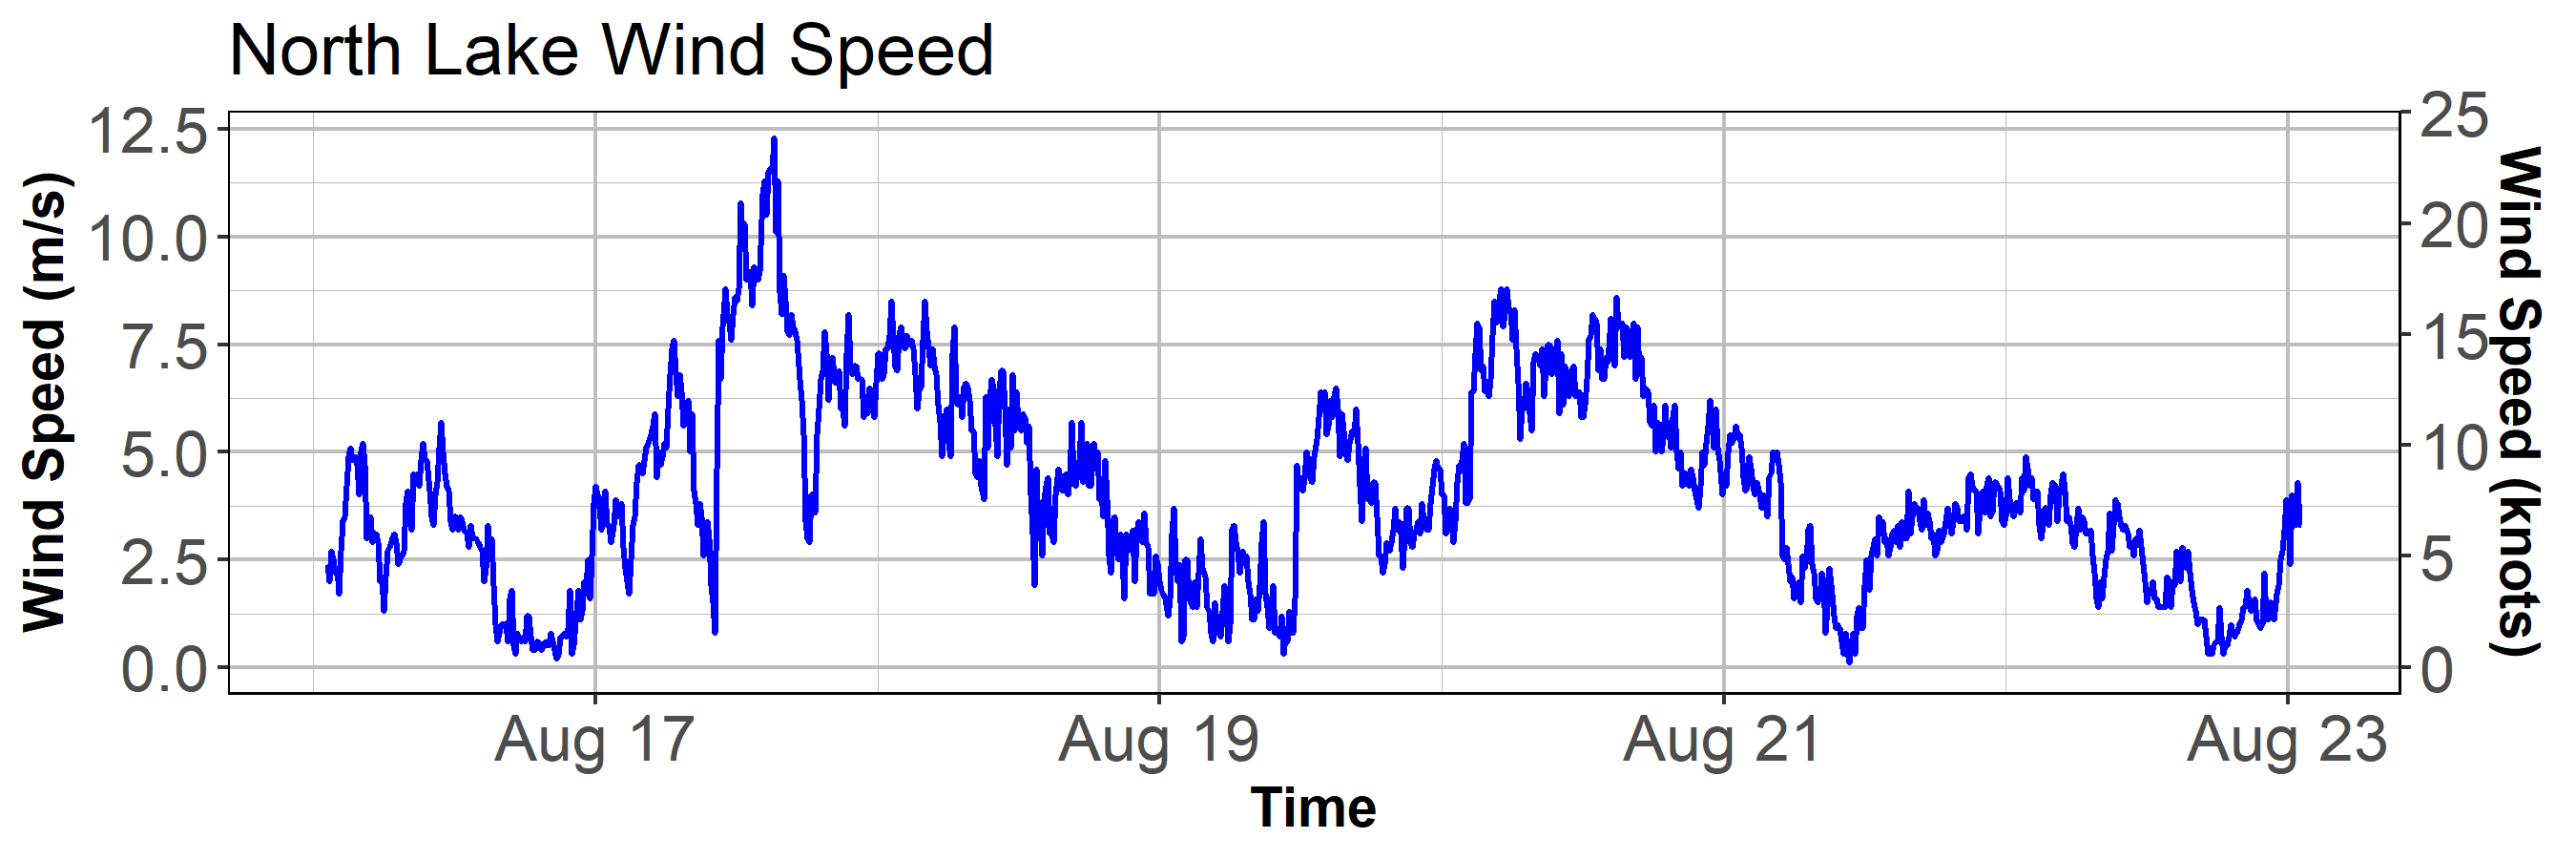 North Lake Wind Speed
Wind Speed (m/s)
12.5
10.0
7.5
5.0
2.5
0.0
25
20
15
10
5
0
Wind Speed (knots)
Aug 17 Aug 19 Aug 21 Aug 23
Time